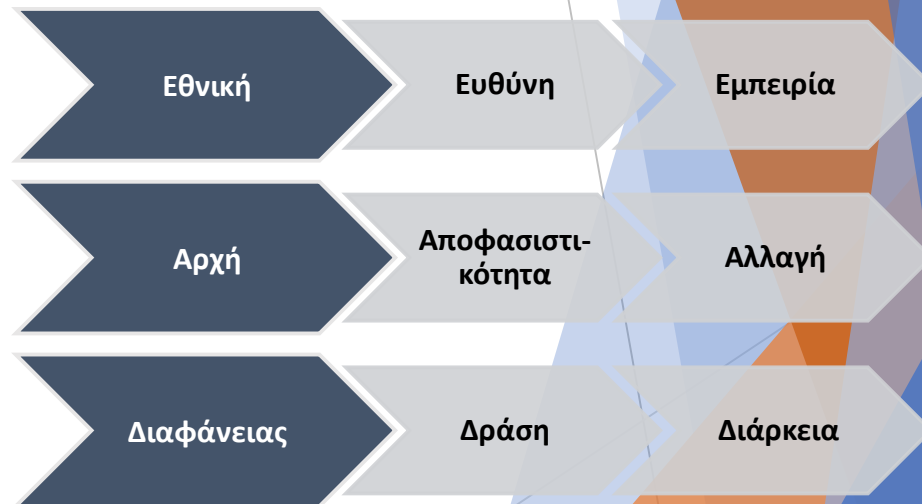 Εθνική
Ευθύνη
Εμπειρία
Αρχή
Αποφασιστι-
κότητα
Αλλαγή
Διαφάνειας
Δράση
Διάρκεια